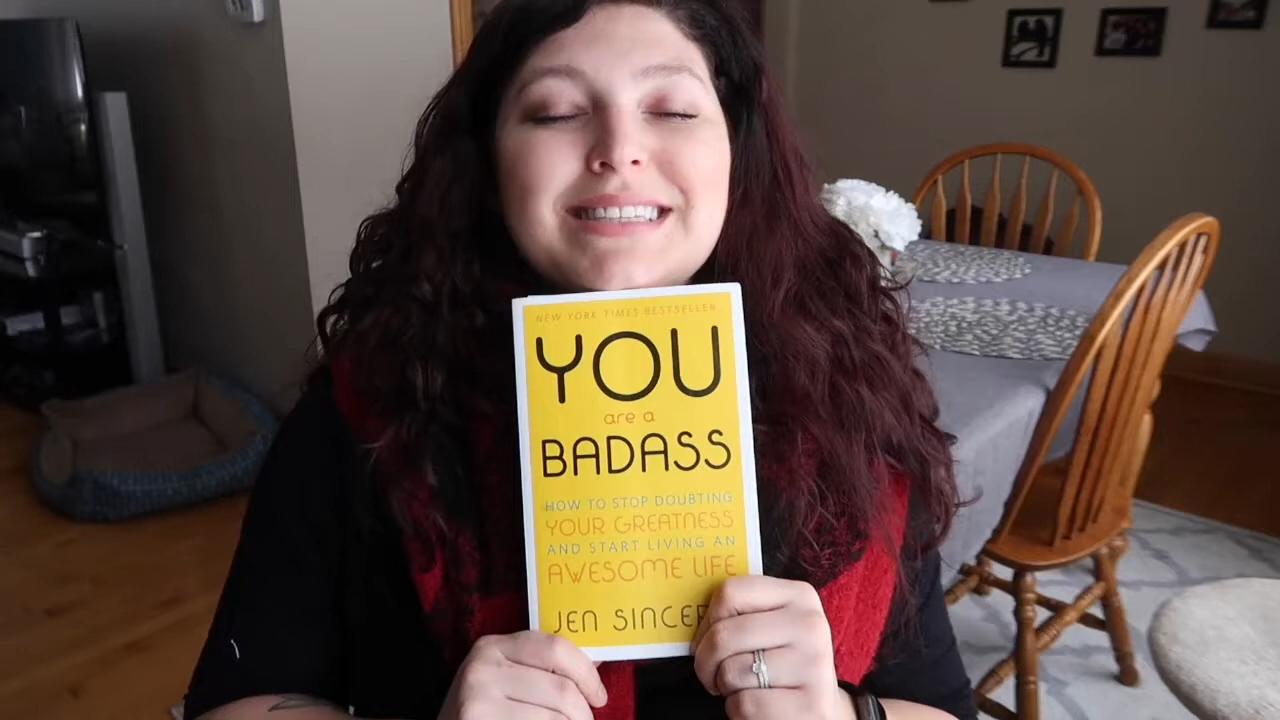 NEW YORK TIMES BESTSELLER
YOU
are a
BADASS
HOW TO STOP DOUBTING
YOUR GREATNESS
AND START LIVING AN
AWESOME LIFE
JEN